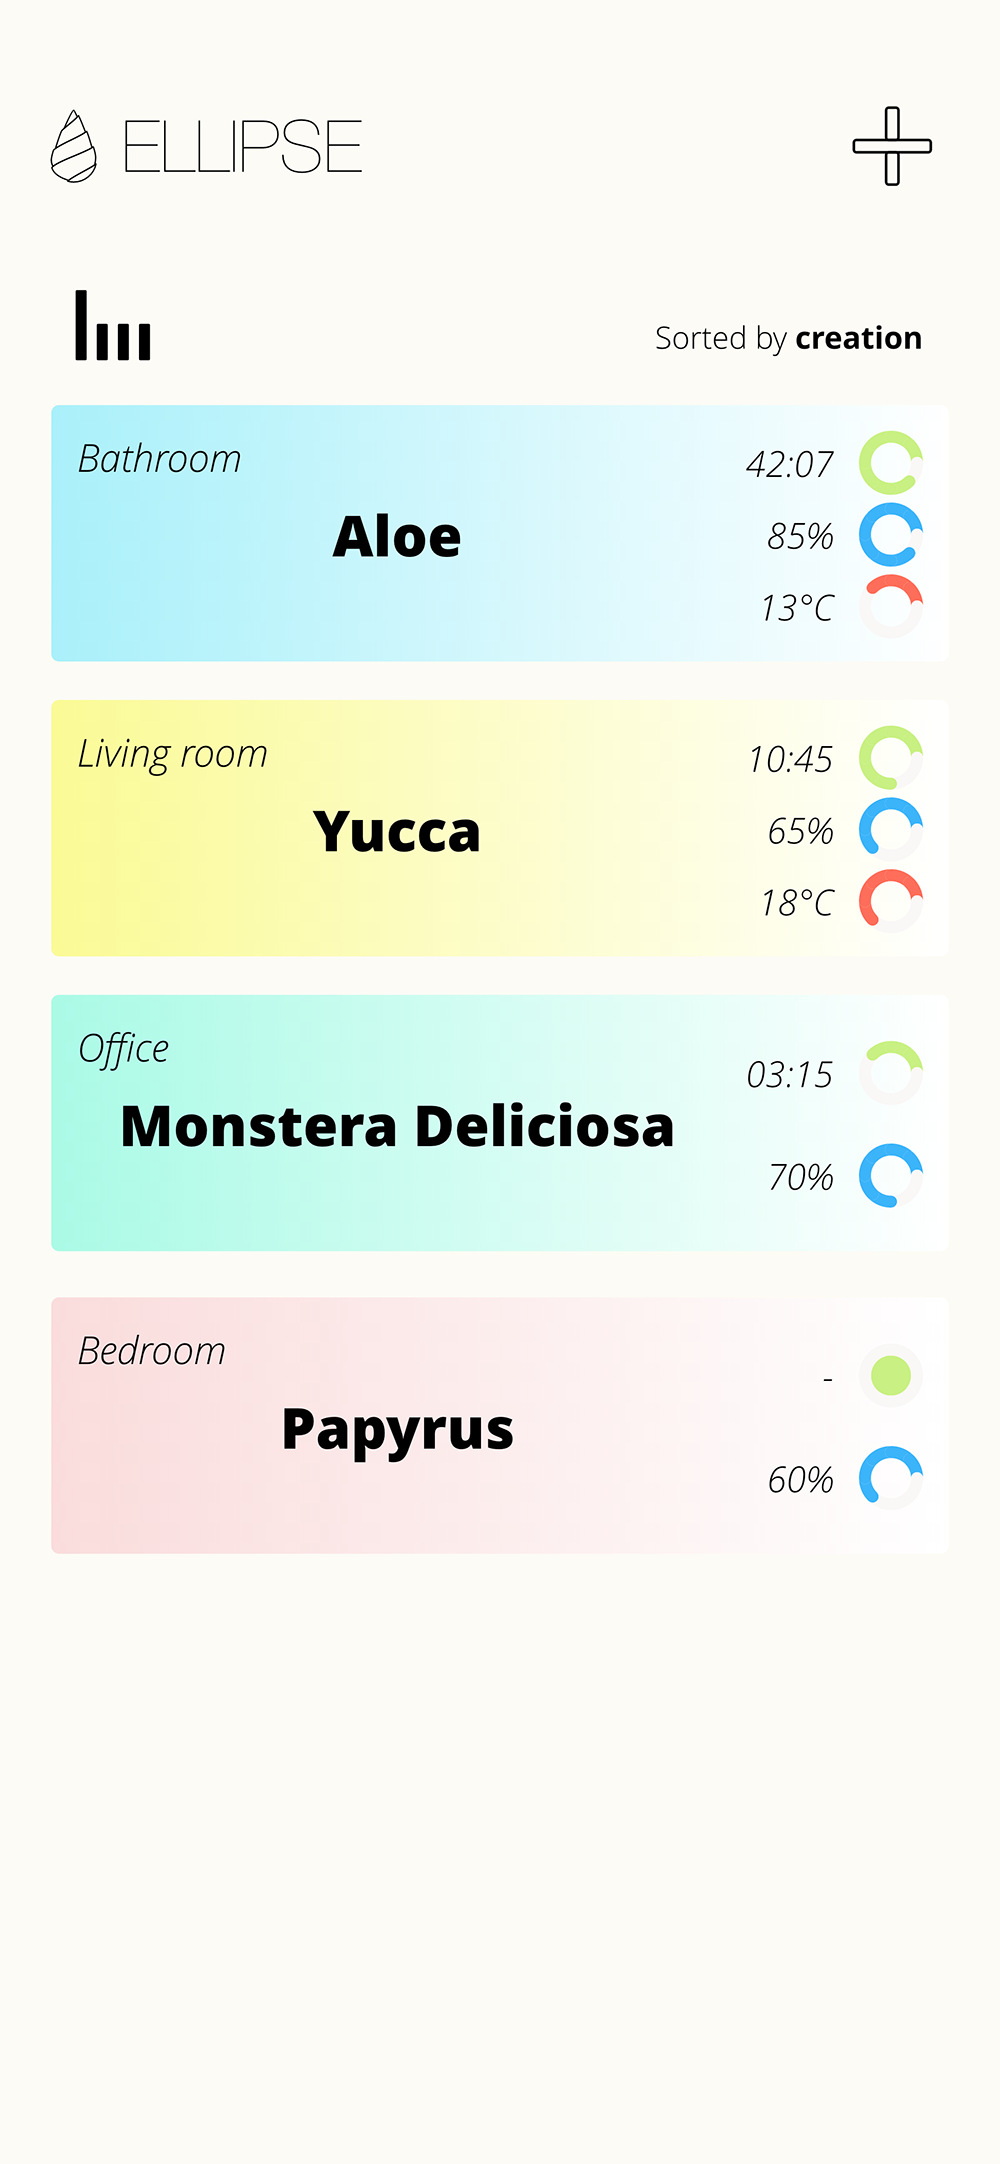 ELLIPSE
Sorted by creation
Bathroom
Aloe
42:07
85%
13°C
Living room
Yucca
10:45
65%
18°C
Office
Monstera Deliciosa
03:15
70%
Bedroom
Papyrus
-
60%